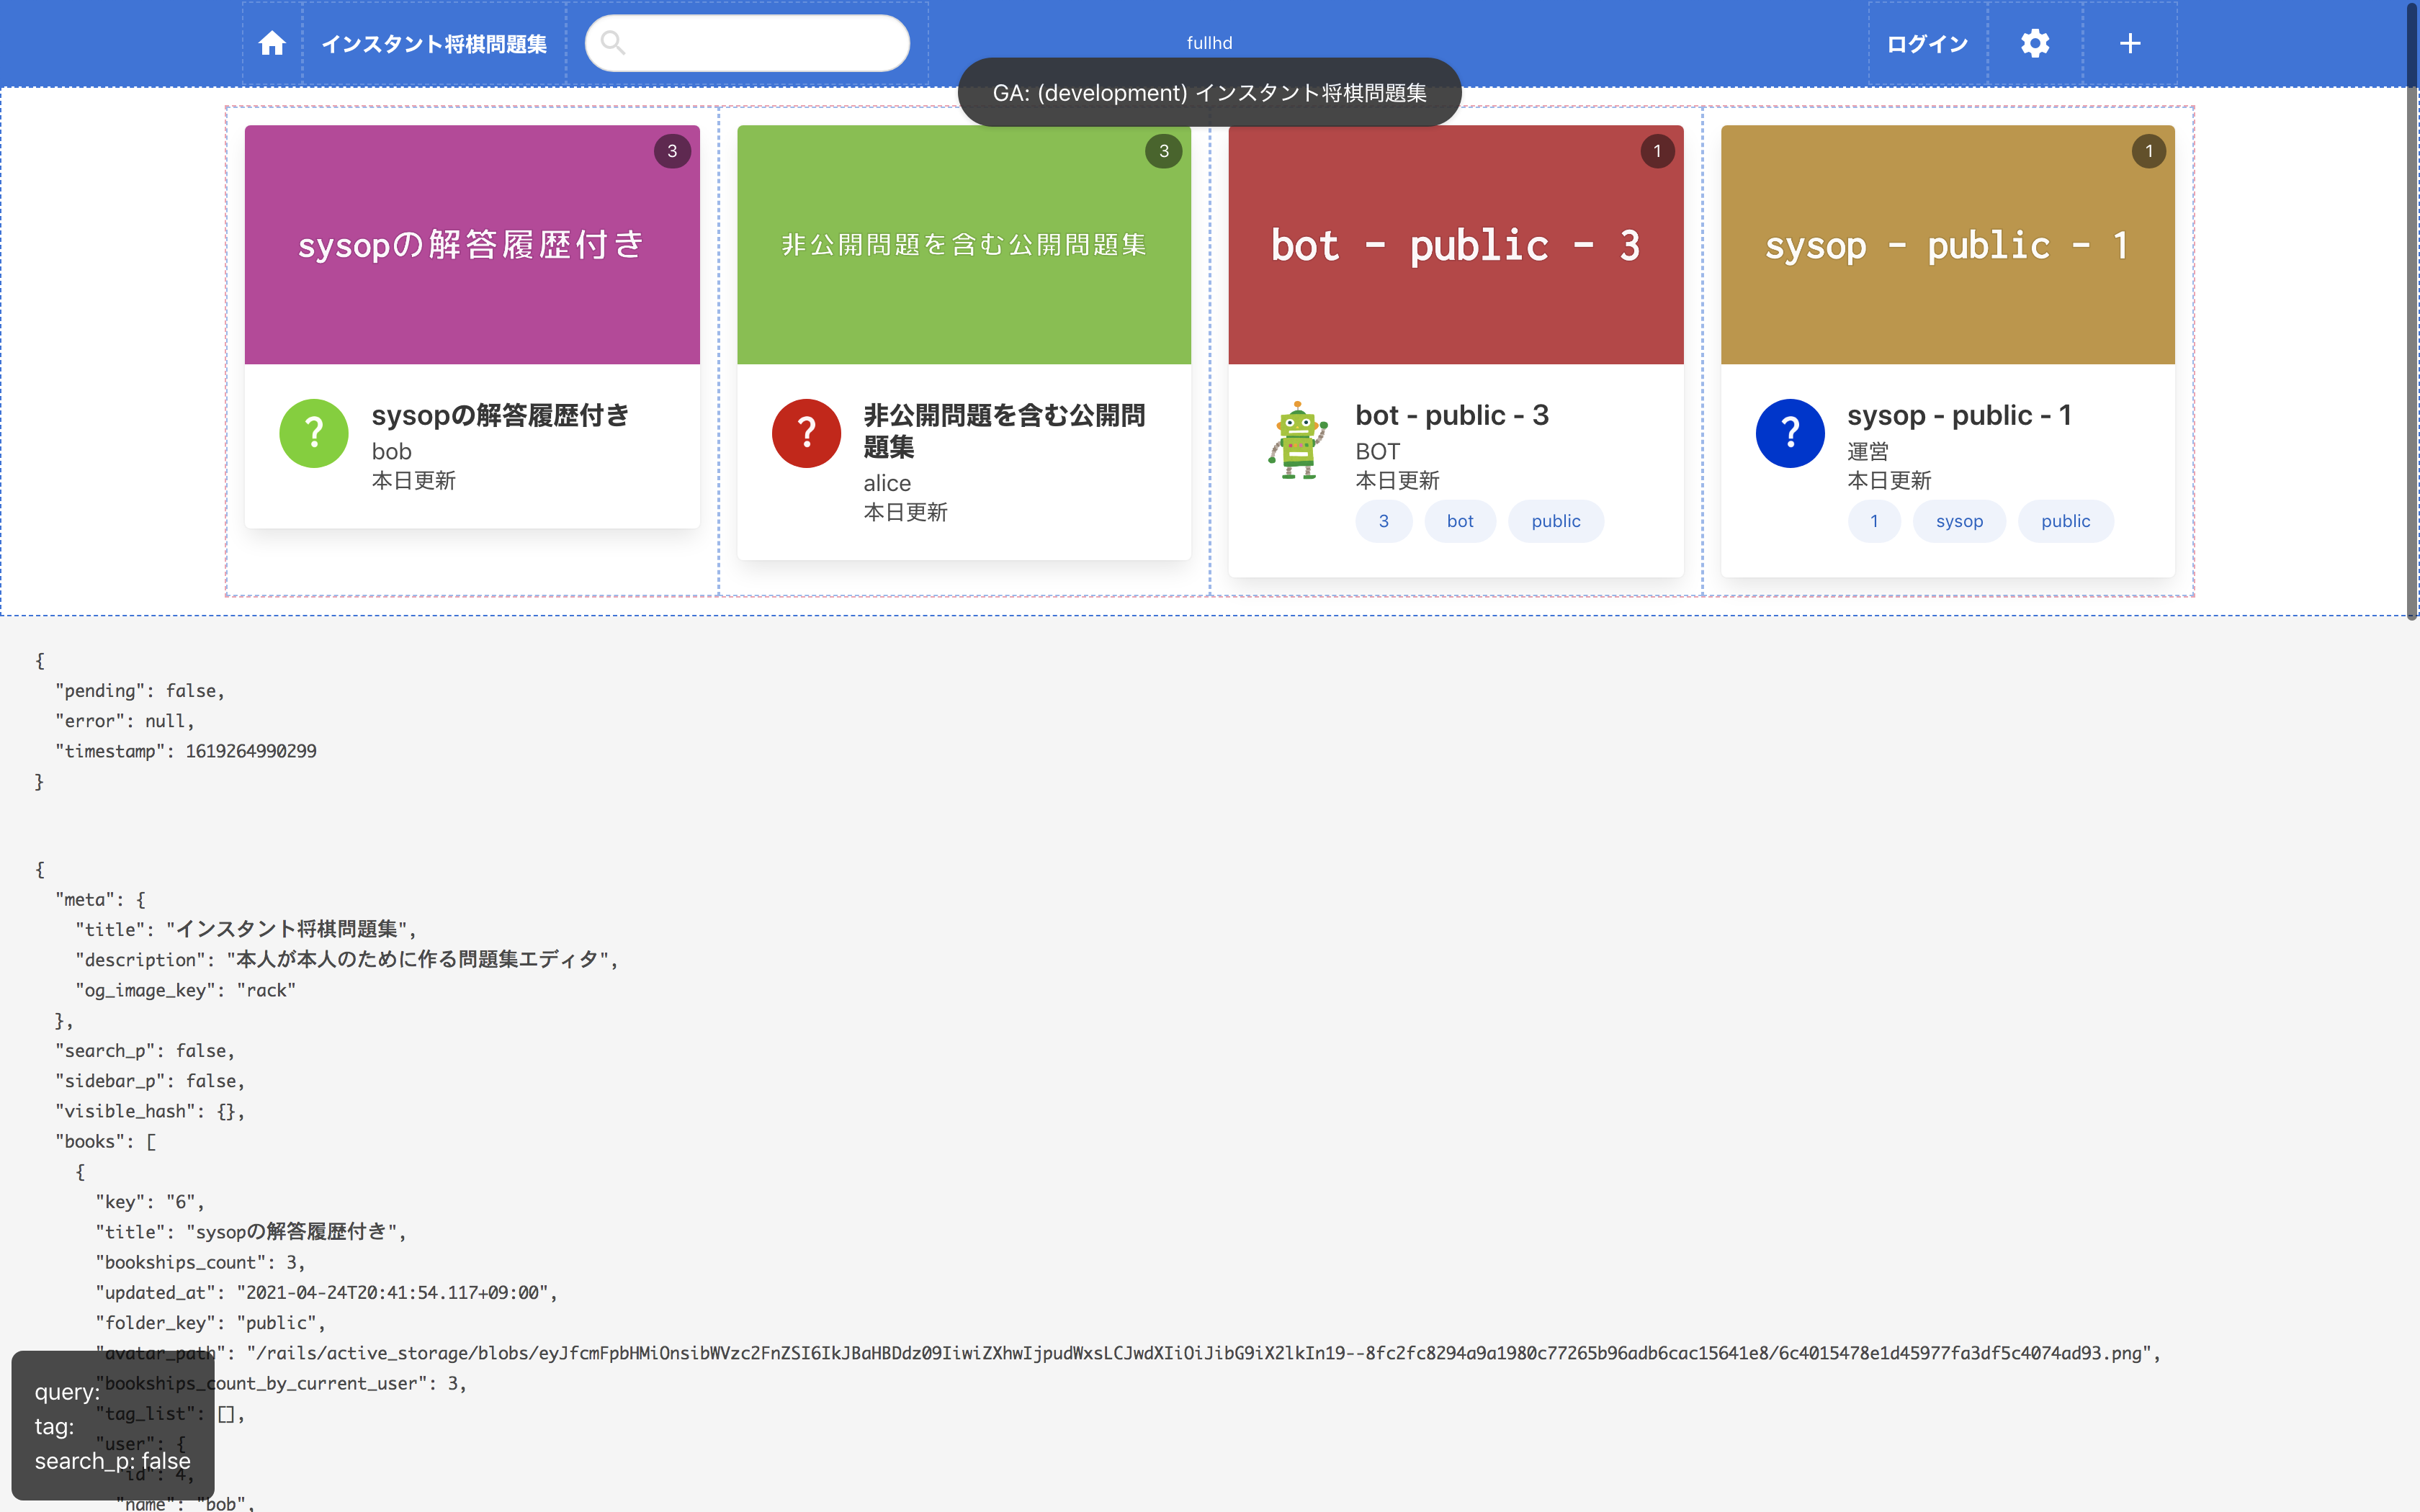 インスタント将棋問題集
fullhd
ログイン
GA: (development) インスタント将棋問題集
3
sysopの解答履歴付き
?
sysopの解答履歴付き
bob
本日更新
3
非公開問題を含む公開問題集
?
非公開問題を含む公開問
題集
alice
本日更新
1
bot - public - 3
bot - public - 3
BOT
本日更新
3 bot public
1
sysop - public - 1
?
sysop - public - 1
運営
本日更新
1 sysop public
{
"pending": false,
"error": null,
"timestamp": 1619264990299
}
{
"meta": {
"title": "インスタント将棋問題集",
"description": "本人が本人のために作る問題集エディタ",
"og_image_key": "rack"
},
"search_p": false,
"sidebar_p": false,
"visible_hash": {},
"books": [
{
"key": "6",
"title": "sysopの解答履歴付き",
"bookships_count": 3,
"updated_at": "2021-04-24T20:41:54.117+09:00",
"folder_key": "public",
"avatar_path": "/rails/active_storage/blobs/eyJfcmFpbHMiOnsibWVzc2FnZSI6IkJBaHBDdz09IiwiZXhwIjpudWxsLCJwdXIiOiJibG9iX2lkIn19--8fc2fc8294a9a1980c77265b96adb6cac15641e8/6c4015478e1d45977fa3df5c4074ad93.png",
"bookships_count_by_current_user": 3,
"tag_list": [],
"user": {
"id": 4,
"name": "bob",
query:
tag:
search_p: false